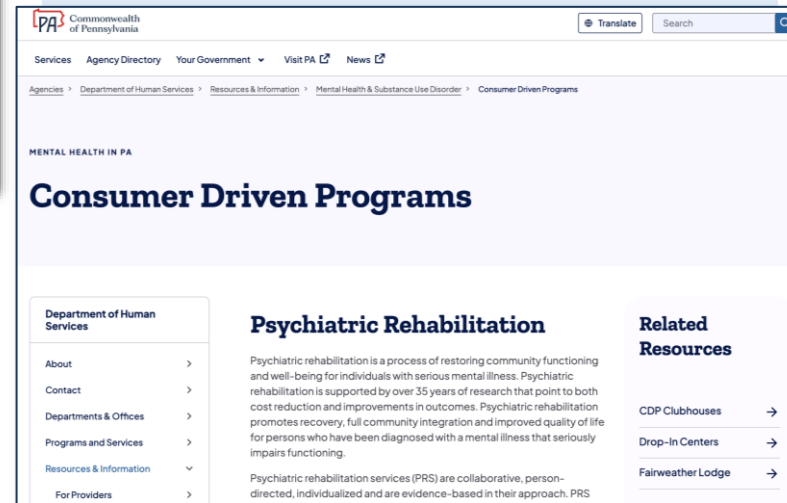 PA
Commonwealth
of Pennsylvania
Translate
Search
Services
Agency Directory
Your Government
Visit PA
News
Agencies > Department of Human Services > Resources & Information > Mental Health & Substance Use Disorder > Consumer Driven Programs
MENTAL HEALTH IN PA
Consumer Driven Programs
Department of Human
Services
About
Contact
Departments & Offices
Programs and Services
Resources & Information
For Providers
Psychiatric Rehabilitation
Psychiatric rehabilitation is a process of restoring community functioning
and well-being for individuals with serious mental illness. Psychiatric
rehabilitation is supported by over 35 years of research that point to both
cost reduction and improvements in outcomes. Psychiatric rehabilitation
promotes recovery, full community integration and improved quality of life
for persons who have been diagnosed with a mental illness that seriously
impairs functioning.
Psychiatric rehabilitation services (PRS) are collaborative, person-
directed, individualized and are evidence-based in their approach. PRS
Related
Resources
CDP Clubhouses
Drop-In Centers
Fairweather Lodge